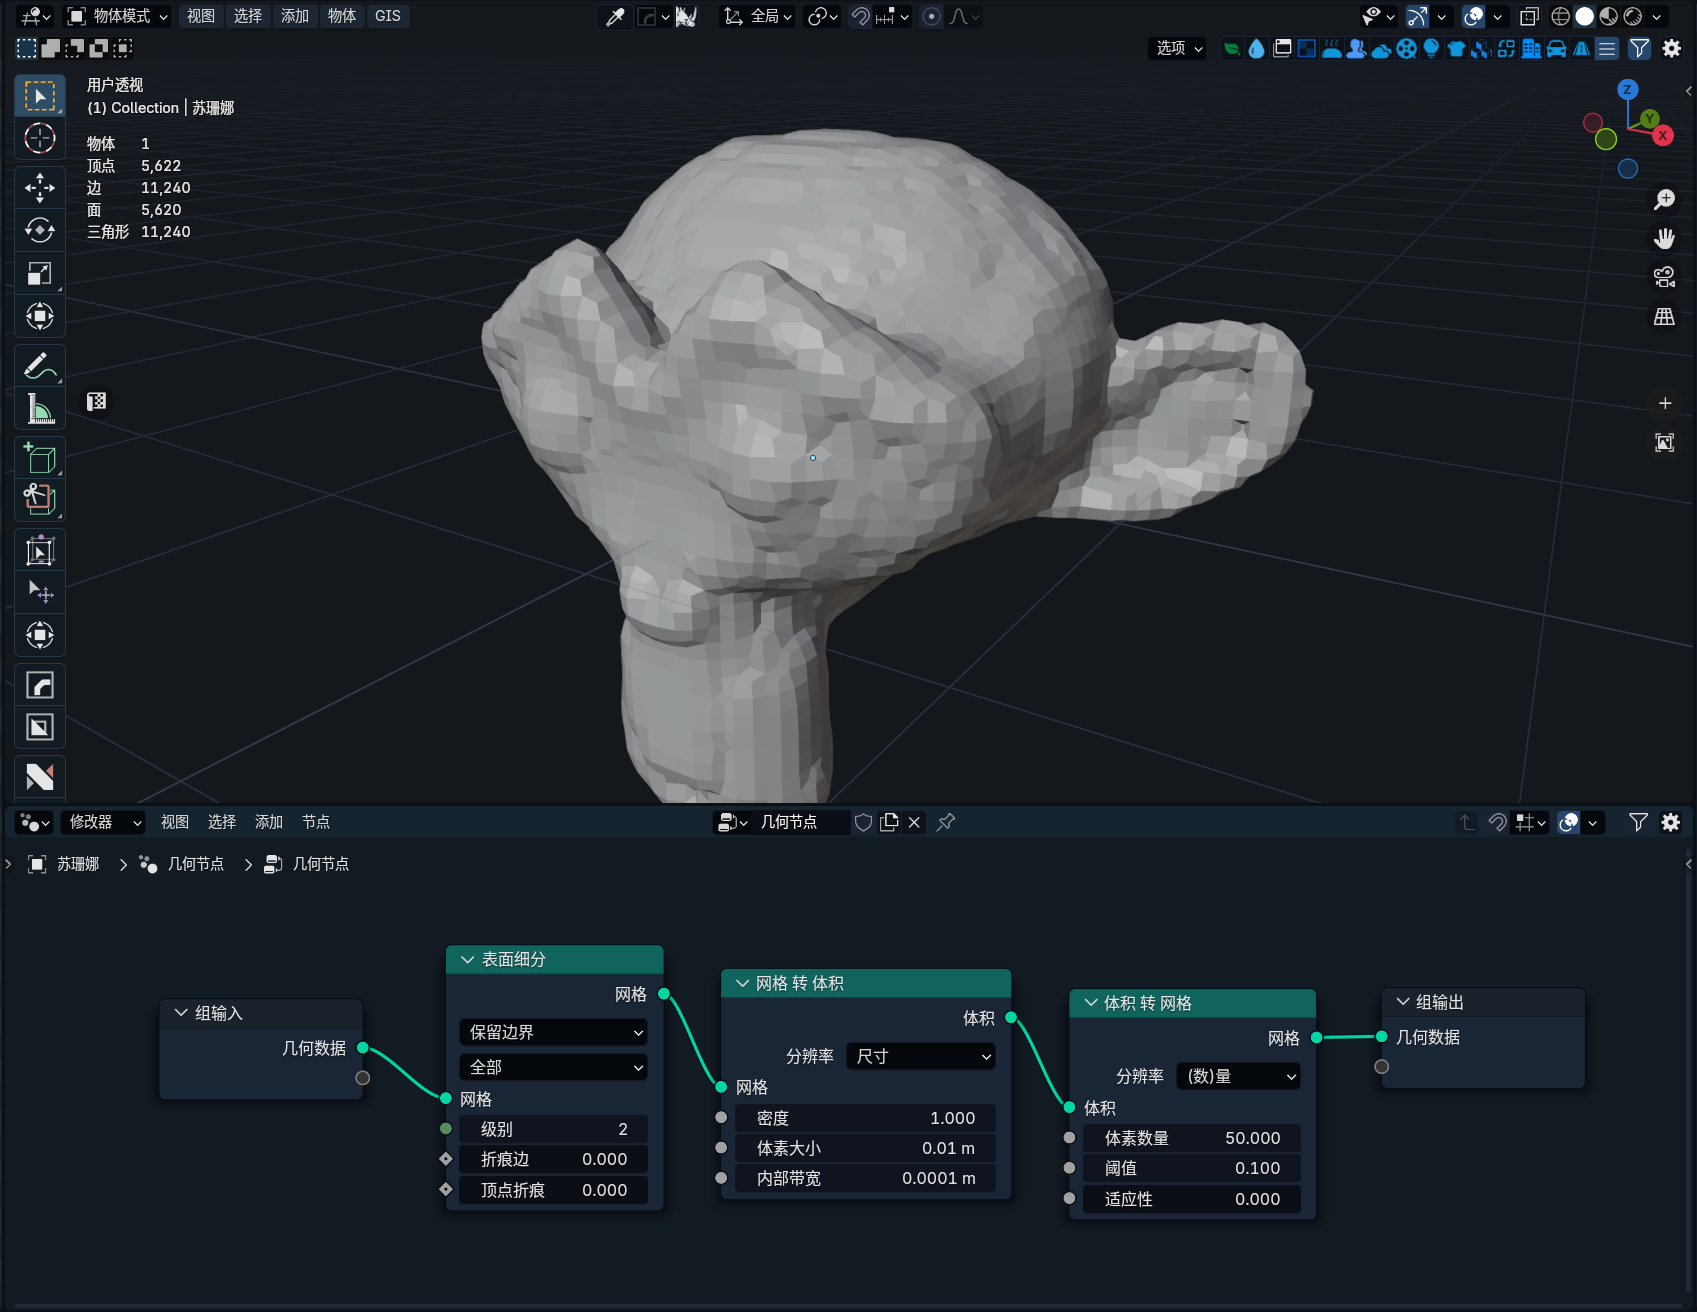 物体模式 视图 选择 添加 物体 GIS 全局
选项
用户透视
(1) Collection | 苏珊娜
物体 1
顶点 5,622
边 11,240
面 5,620
三角形 11,240
Z
Y
X
修改器 视图 选择 添加 节点 几何节点
苏珊娜 几何节点 几何节点
组输入
几何数据
表面细分
网格
保留边界
全部
网格
级别 2
折痕边 0.000
顶点折痕 0.000
网格 转 体积
体积
分辨率 尺寸
网格
密度 1.000
体素大小 0.01 m
内部带宽 0.0001 m
体积 转 网格
网格
分辨率 (数)量
体积
体素数量 50.000
阈值 0.100
适应性 0.000
组输出
几何数据